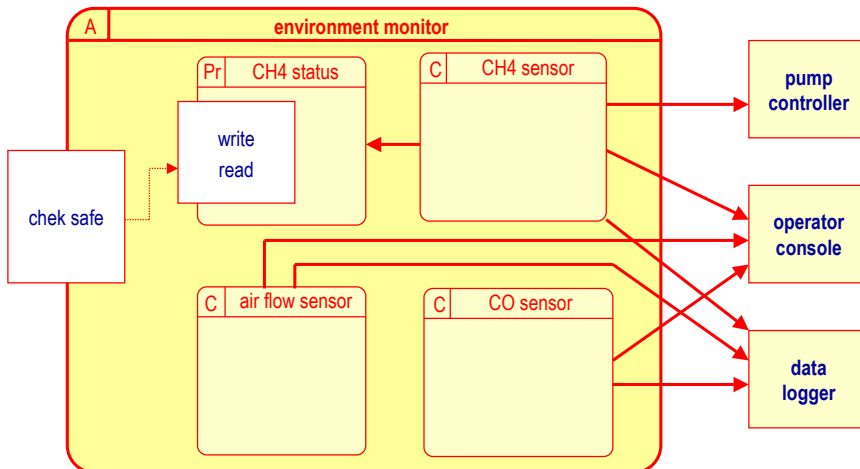 A environment monitor
Pr CH4 status
C CH4 sensor
pump
controller
write
read
chek safe
operator
console
C air flow sensor
C CO sensor
data
logger